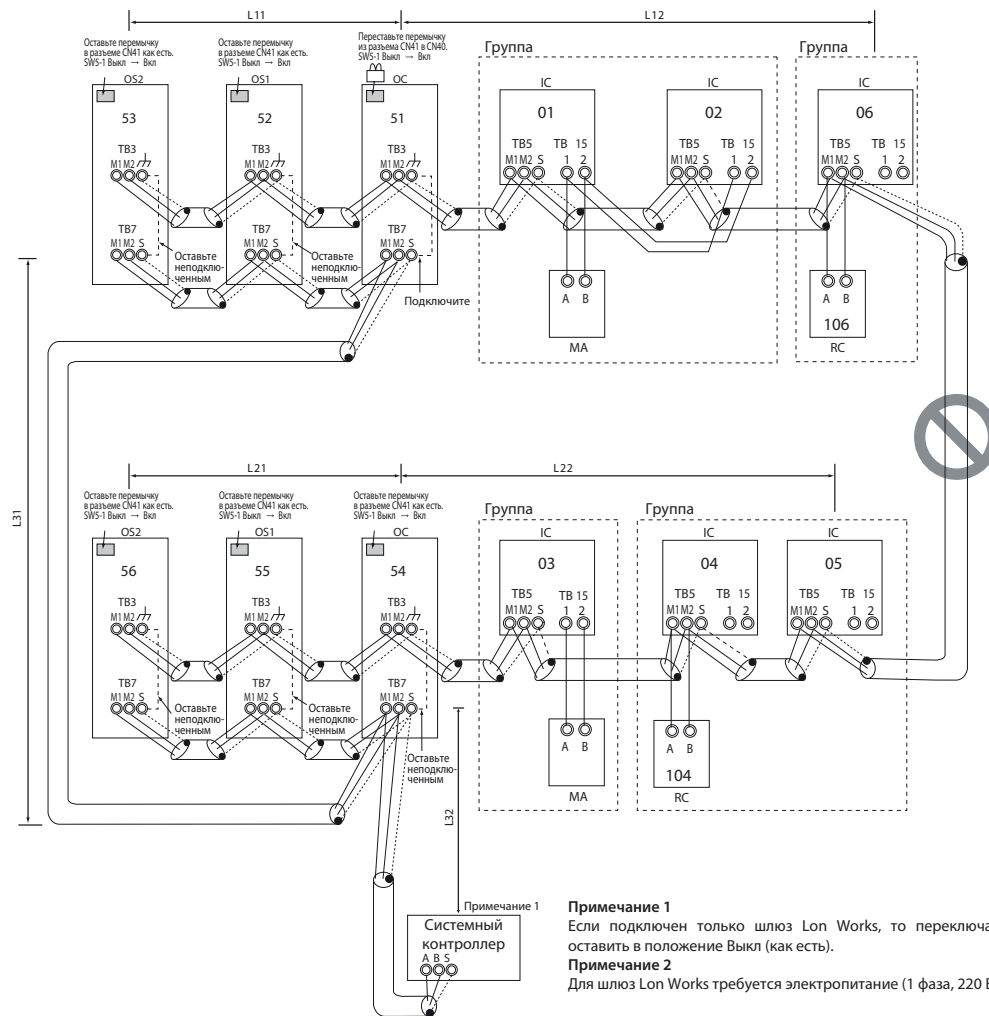 L11
L12
Оставьте перемычку
в разъеме CN41 как есть.
SW5-1 Выкл → Вкл
Оставьте перемычку
в разъеме CN41 как есть.
SW5-1 Выкл → Вкл
Переставьте перемычку
из разъема CN41 в CN40.
SW5-1 Выкл → Вкл
Группа
Группа
OS2
OS1
OC
IC
IC
IC
53
52
51
01
02
06
TB3
TB3
TB3
TB5
TB 15
TB5
TB 15
TB5
TB 15
M1 M2
M1 M2
M1 M2
M1 M2 S
1 2
M1 M2 S
1 2
M1 M2 S
1 2
TB7
TB7
TB7
M1 M2 S
M1 M2 S
M1 M2 S
Оставьте
неподклю-
ченным
Оставьте
неподклю-
ченным
Подключите
A B
MA
A B
106
RC
L31
L21
L22
Оставьте перемычку
в разъеме CN41 как есть.
SW5-1 Выкл → Вкл
Оставьте перемычку
в разъеме CN41 как есть.
SW5-1 Выкл → Вкл
Оставьте перемычку
в разъеме CN41 как есть.
SW5-1 Выкл → Вкл
Группа
Группа
OS2
OS1
OC
IC
IC
IC
56
55
54
03
04
05
TB3
TB3
TB3
TB5
TB 15
TB5
TB 15
TB5
TB 15
M1 M2
M1 M2
M1 M2
M1 M2 S
1 2
M1 M2 S
1 2
M1 M2 S
1 2
TB7
TB7
TB7
M1 M2 S
M1 M2 S
M1 M2 S
Оставьте
неподклю-
ченным
Оставьте
неподклю-
ченным
Оставьте
неподклю-
ченным
A B
MA
A B
104
RC
L32
Примечание 1
Системный
контроллер
A B S
Примечание 1
Если подключен только шлюз Lon Works, то переключа
оставить в положение Выкл (как есть).
Примечание 2
Для шлюз Lon Works требуется электропитание (1 фаза, 220 В